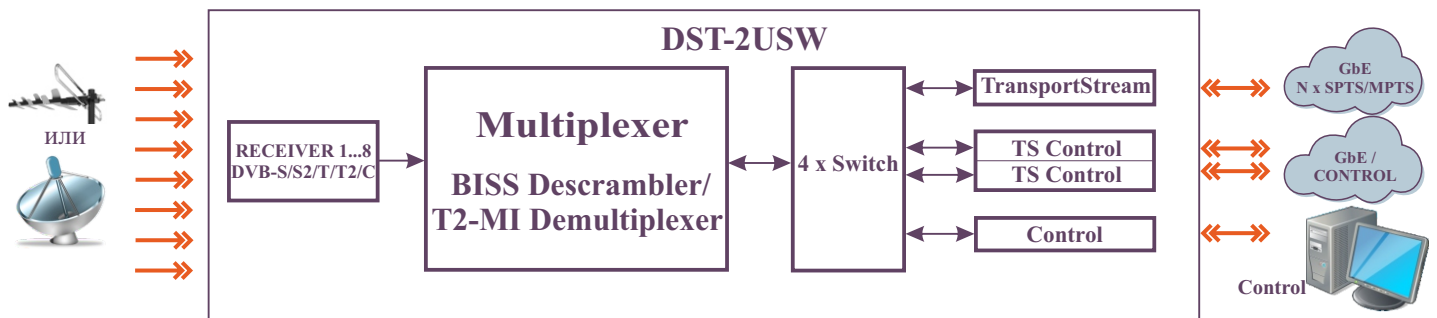 DST-2USW
или
RECEIVER 1...8
DVB-S/S2/T/T2/C
Multiplexer
BISS Descrambler/
T2-MI Demultiplexer
4 x Switch
TransportStream
TS Control
TS Control
Control
GbE
N x SPTS/MPTS
GbE /
CONTROL
Control